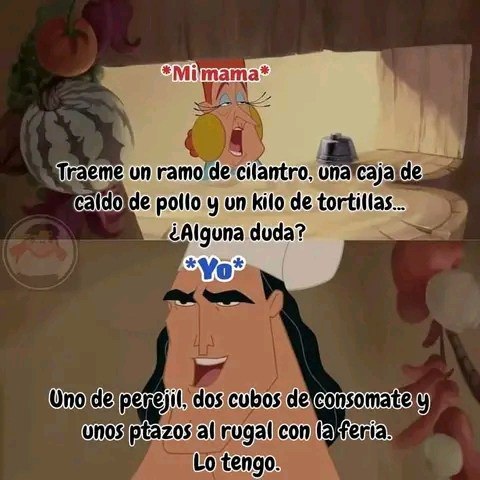 *Mi mama*
Traeme un ramo de cilantro, una caja de
caldo de pollo y un kilo de tortillas...
¿Alguna duda?
*Yo*
Uno de perejil, dos cubos de consomate y
unos ptazos al rugal con la feria.
Lo tengo.